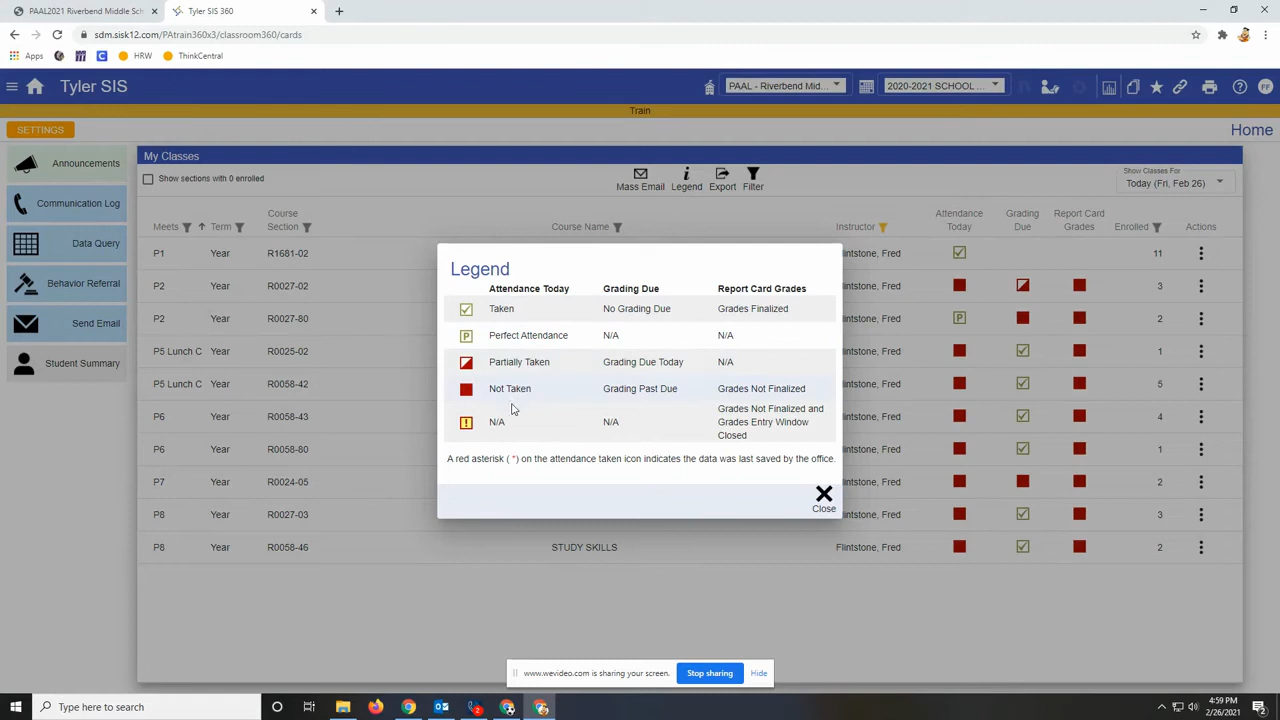 PAAL2021 Riverbend Middle Sch
Tyler SIS 360
sdm.sisk12.com/PAtrain360x3/classroom360/cards
Apps
HRW
ThinkCentral
Tyler SIS
PAAL - Riverbend Mid...
2020-2021 SCHOOL ...
FF
Train
SETTINGS
Home
Announcements
Communication Log
Data Query
Behavior Referral
Send Email
Student Summary
My Classes
Show sections with 0 enrolled
Mass Email
Legend
Export
Filter
Show Classes For
Today (Fri, Feb 26)
Meets Term Course Section Course Name Instructor Attendance Today Grading Due Report Card Grades Enrolled Actions
P1 Year R1681-02 Flintstone, Fred 11
P2 Year R0027-02 Flintstone, Fred 3
P2 Year R0027-80 Flintstone, Fred P 2
P5 Lunch C Year R0025-02 Flintstone, Fred 1
P5 Lunch C Year R0058-42 Flintstone, Fred 5
P6 Year R0058-43 Flintstone, Fred 4
P6 Year R0058-80 Flintstone, Fred 1
P7 Year R0024-05 Flintstone, Fred 2
P8 Year R0027-03 Flintstone, Fred 3
P8 Year R0058-46 STUDY SKILLS Flintstone, Fred 2
Legend
Attendance Today Grading Due Report Card Grades
Taken No Grading Due Grades Finalized
P Perfect Attendance N/A N/A
Partially Taken Grading Due Today N/A
Not Taken Grading Past Due Grades Not Finalized
! N/A N/A Grades Not Finalized and
Grades Entry Window
Closed
A red asterisk ( *) on the attendance taken icon indicates the data was last saved by the office.
Close
www.wevideo.com is sharing your screen.
Stop sharing
Hide
Type here to search
2
4:59 PM
2/26/2021
2